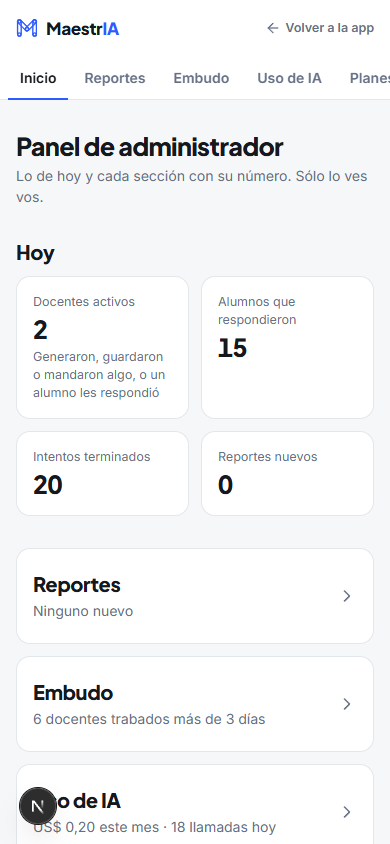 MaestrIA
Volver a la app
Inicio Reportes Embudo Uso de IA Planes
Panel de administrador
Lo de hoy y cada sección con su número. Sólo lo ves
vos.
Hoy
Docentes activos
2
Generaron, guardaron
o mandaron algo, o un
alumno les respondió
Alumnos que
respondieron
15
Intentos terminados
20
Reportes nuevos
0
Reportes
Ninguno nuevo
Embudo
6 docentes trabados más de 3 días
o de IA
US$ 0,20 este mes · 18 llamadas hoy
N